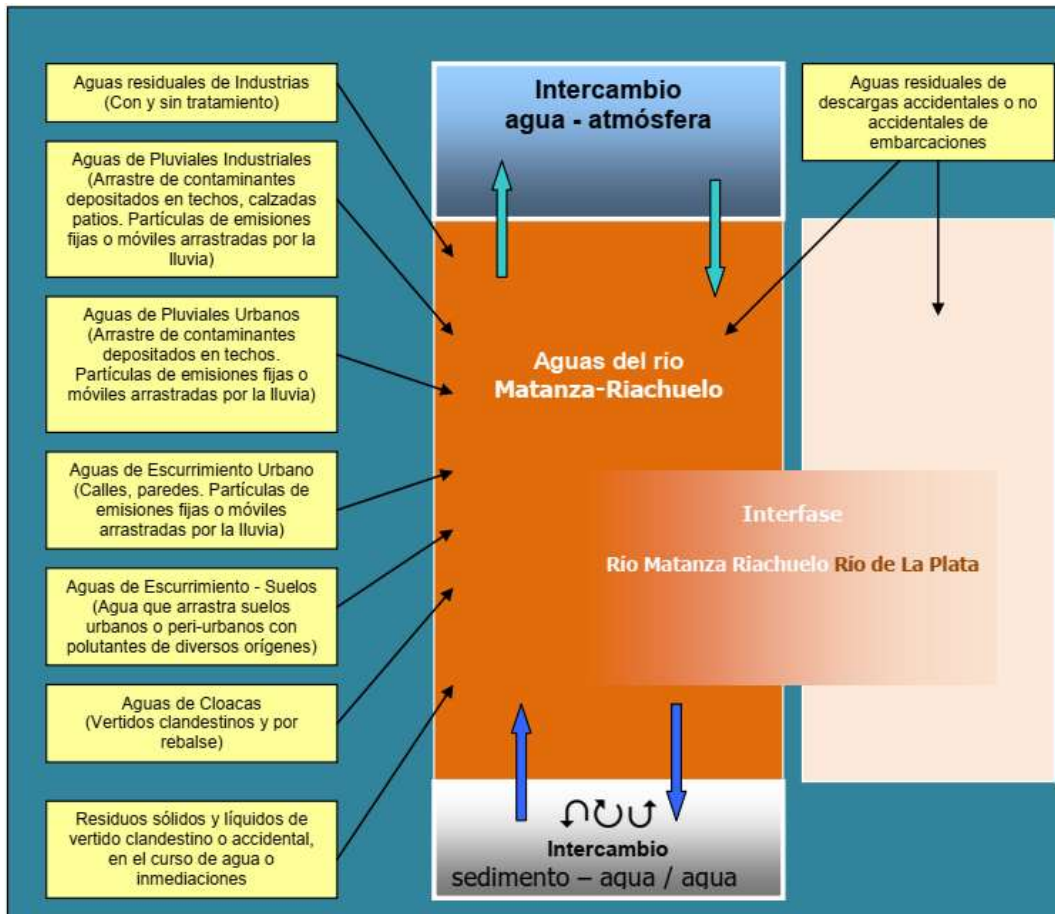 Aguas residuales de Industrias
(Con y sin tratamiento)
Aguas de Pluviales Industriales
(Arrastre de contaminantes
depositados en techos, calzadas
patios. Partículas de emisiones
fijas o móviles arrastradas por la
lluvia)
Aguas de Pluviales Urbanos
(Arrastre de contaminantes
depositados en techos.
Partículas de emisiones fijas o
móviles arrastradas por la lluvia)
Aguas de Escurrimiento Urbano
(Calles, paredes. Partículas de
emisiones fijas o móviles
arrastradas por la lluvia)
Aguas de Escurrimiento - Suelos
(Agua que arrastra suelos
urbanos o peri-urbanos con
polutantes de diversos orígenes)
Aguas de Cloacas
(Vertidos clandestinos y por
rebalse)
Residuos sólidos y líquidos de
vertido clandestino o accidental,
en el curso de agua o
inmediaciones
Intercambio
agua - atmósfera
Aguas del río
Matanza-Riachuelo
Interfase
Río Matanza Riachuelo Río de La Plata
Intercambio
sedimento – agua / agua
Aguas residuales de
descargas accidentales o no
accidentales de
embarcaciones